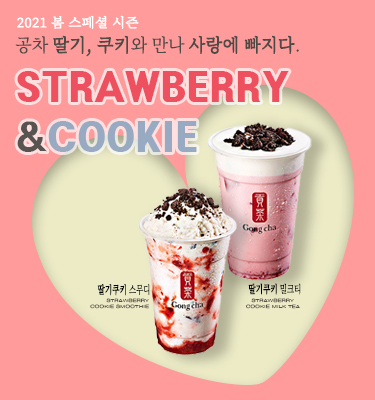 2021 봄 스페셜 시즌
공차 딸기, 쿠키와 만나 사랑에 빠지다.
STRAWBERRY
&COOKIE
貢茶
Gong cha
貢茶
Gong cha
딸기쿠키 스무디
STRAWBERRY
COOKIE SMOOTHIE
딸기쿠키 밀크티
STRAWBERRY
COOKIE MILK TEA